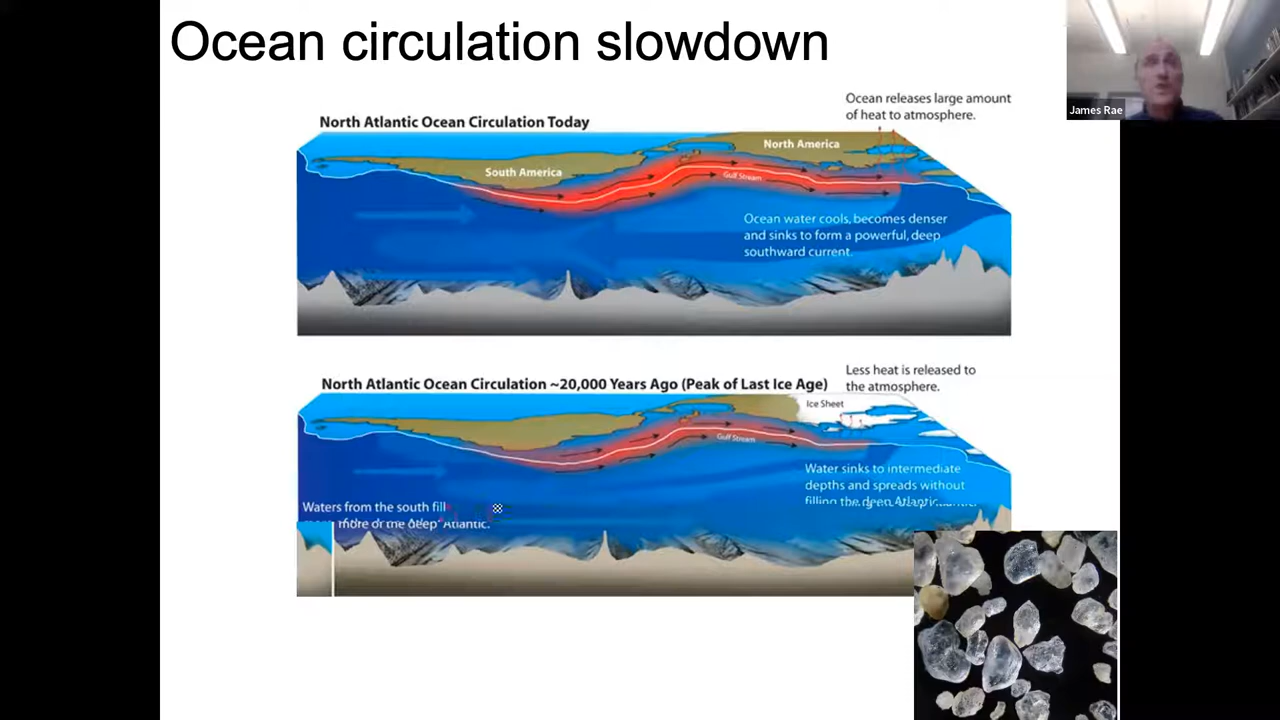 Ocean circulation slowdown
James Rae
Ocean releases large amount
of heat to atmosphere.
North Atlantic Ocean Circulation Today
North America
South America
Gulf Stream
Ocean water cools, becomes denser
and sinks to form a powerful, deep
southward current.
Less heat is released to
the atmosphere.
North Atlantic Ocean Circulation ~20,000 Years Ago (Peak of Last Ice Age)
Ice Sheet
Gulf Stream
Water sinks to intermediate
depths and spreads without
filling the deep Atlantic.
Waters from the south fill
more of the deep Atlantic.